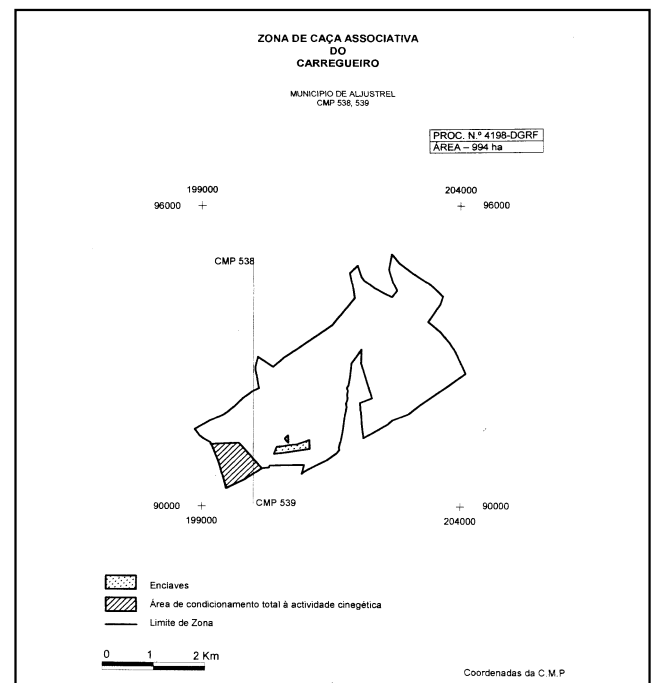 ZONA DE CAÇA ASSOCIATIVA
DO
CARREGUEIRO
MUNICIPIO DE ALJUSTREL
CMP 538, 539
PROC. N.º 4198-DGRF
ÁREA – 994 ha
199000 204000
96000 96000
CMP 538
90000 CMP 539 90000
199000 204000
Enclaves
Área de condicionamento total à actividade cinegética
Limite de Zona
0 1 2 Km
Coordenadas da C.M.P